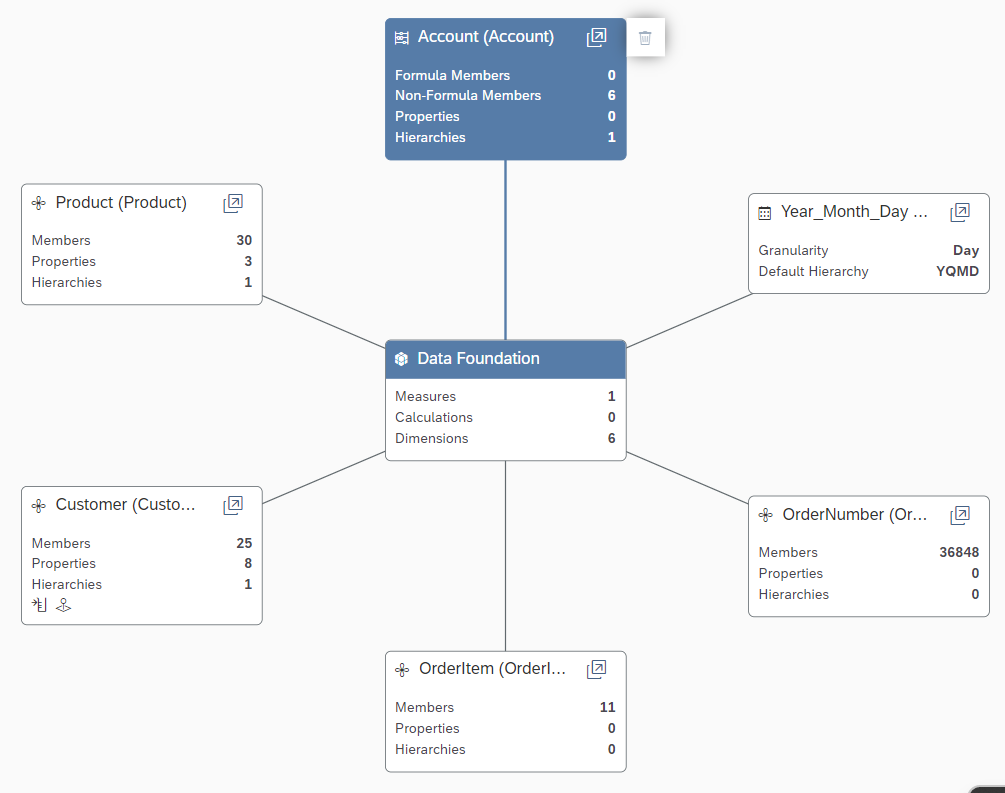 Account (Account)
Formula Members 0
Non-Formula Members 6
Properties 0
Hierarchies 1
Product (Product)
Members 30
Properties 3
Hierarchies 1
Year_Month_Day ...
Granularity Day
Default Hierarchy YQMD
Data Foundation
Measures 1
Calculations 0
Dimensions 6
Customer (Custo...
Members 25
Properties 8
Hierarchies 1
OrderNumber (Or...
Members 36848
Properties 0
Hierarchies 0
OrderItem (OrderI...
Members 11
Properties 0
Hierarchies 0